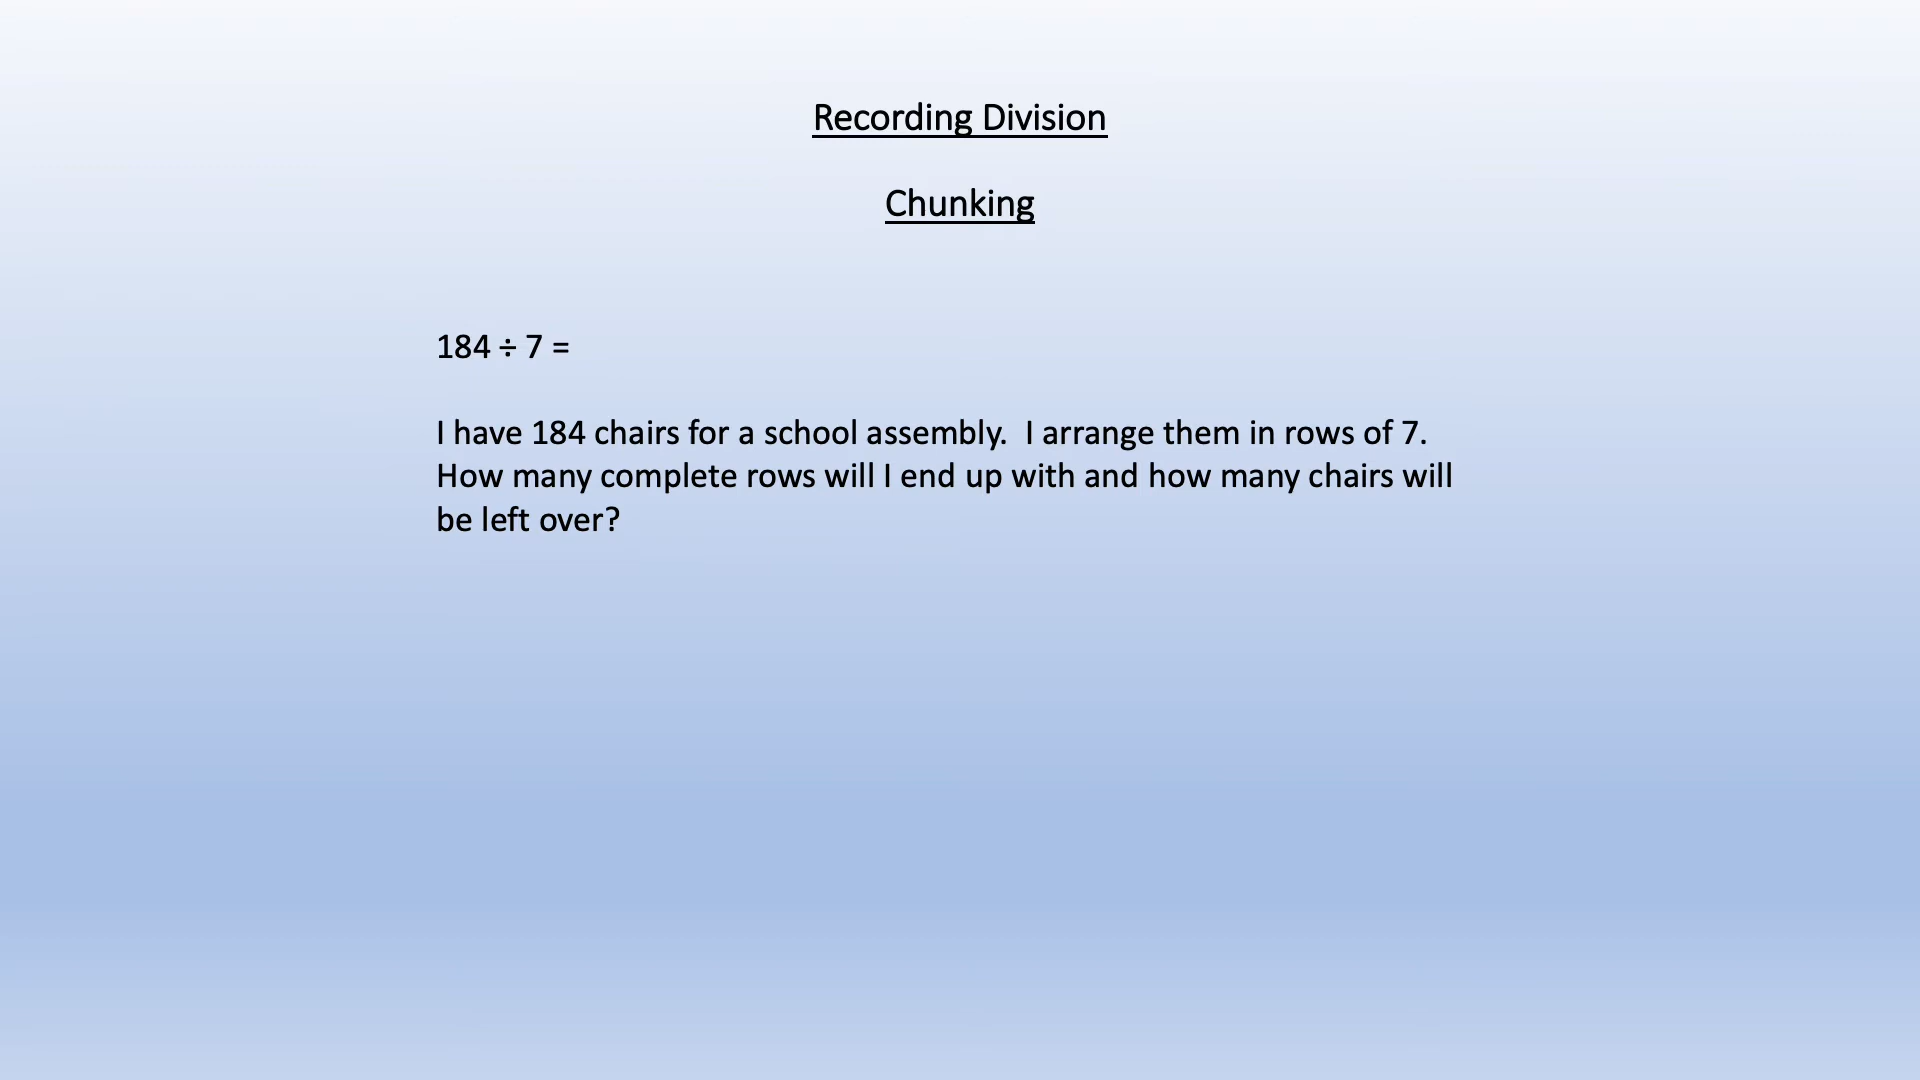 Recording Division
Chunking
184 ÷ 7 =
I have 184 chairs for a school assembly.  I arrange them in rows of 7.
How many complete rows will I end up with and how many chairs will
be left over?